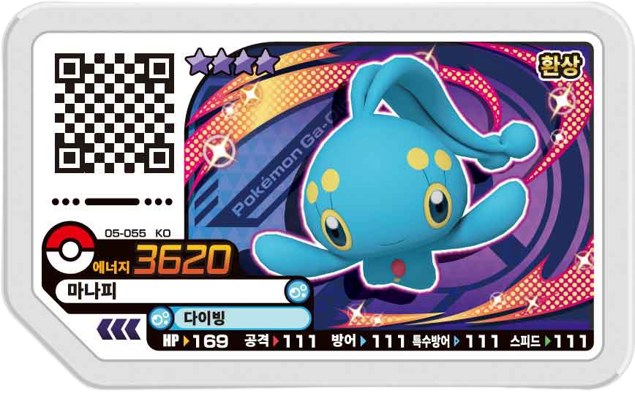 환상
Pokémon Ga-O
05-055 KO
에너지 3620
마나피
다이빙
HP 169 공격 111 방어 111 특수방어 111 스피드 111